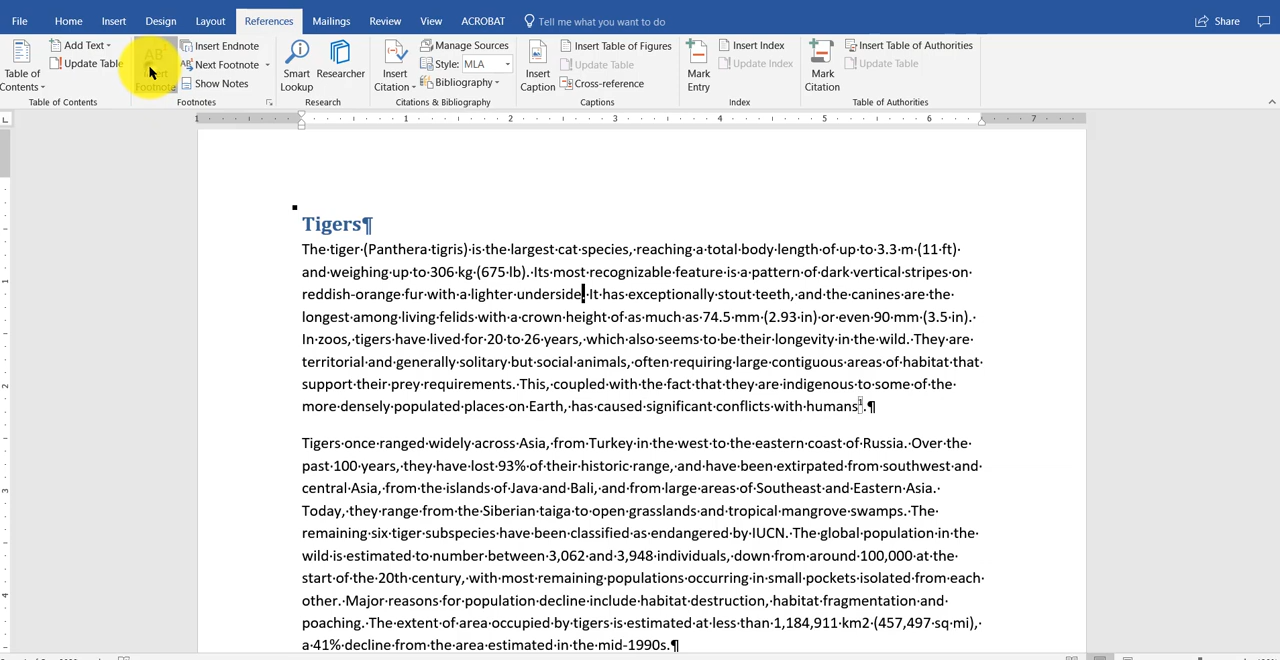 File Home Insert Design Layout References Mailings Review View ACROBAT Tell me what you want to do Share
Table of Contents
Add Text
Update Table
Table of Contents
AB
Insert Footnote
Insert Endnote
Next Footnote
Show Notes
Footnotes
Smart Lookup
Researcher
Research
Insert Citation
Manage Sources
Style: MLA
Bibliography
Citations & Bibliography
Insert Caption
Insert Table of Figures
Update Table
Cross-reference
Captions
Mark Entry
Insert Index
Update Index
Index
Mark Citation
Insert Table of Authorities
Update Table
Table of Authorities
1 1 2 3 4 5 6 7
Tigers¶
The·tiger·(Panthera·tigris)·is·the·largest·cat·species,·reaching·a·total·body·length·of·up·to·3.3·m·(11·ft)·
and·weighing·up·to·306·kg·(675·lb).·Its·most·recognizable·feature·is·a·pattern·of·dark·vertical·stripes·on·
reddish-orange·fur·with·a·lighter·underside.·It·has·exceptionally·stout·teeth,·and·the·canines·are·the·
longest·among·living·felids·with·a·crown·height·of·as·much·as·74.5·mm·(2.93·in)·or·even·90·mm·(3.5·in).·
In·zoos,·tigers·have·lived·for·20·to·26·years,·which·also·seems·to·be·their·longevity·in·the·wild.·They·are·
territorial·and·generally·solitary·but·social·animals,·often·requiring·large·contiguous·areas·of·habitat·that·
support·their·prey·requirements.·This,·coupled·with·the·fact·that·they·are·indigenous·to·some·of·the·
more·densely·populated·places·on·Earth,·has·caused·significant·conflicts·with·humans¹.¶
Tigers·once·ranged·widely·across·Asia,·from·Turkey·in·the·west·to·the·eastern·coast·of·Russia.·Over·the·
past·100·years,·they·have·lost·93%·of·their·historic·range,·and·have·been·extirpated·from·southwest·and·
central·Asia,·from·the·islands·of·Java·and·Bali,·and·from·large·areas·of·Southeast·and·Eastern·Asia.·
Today,·they·range·from·the·Siberian·taiga·to·open·grasslands·and·tropical·mangrove·swamps.·The·
remaining·six·tiger·subspecies·have·been·classified·as·endangered·by·IUCN.·The·global·population·in·the·
wild·is·estimated·to·number·between·3,062·and·3,948·individuals,·down·from·around·100,000·at·the·
start·of·the·20th·century,·with·most·remaining·populations·occurring·in·small·pockets·isolated·from·each·
other.·Major·reasons·for·population·decline·include·habitat·destruction,·habitat·fragmentation·and·
poaching.·The·extent·of·area·occupied·by·tigers·is·estimated·at·less·than·1,184,911·km2·(457,497·sq·mi),·
a·41%·decline·from·the·area·estimated·in·the·mid-1990s.¶